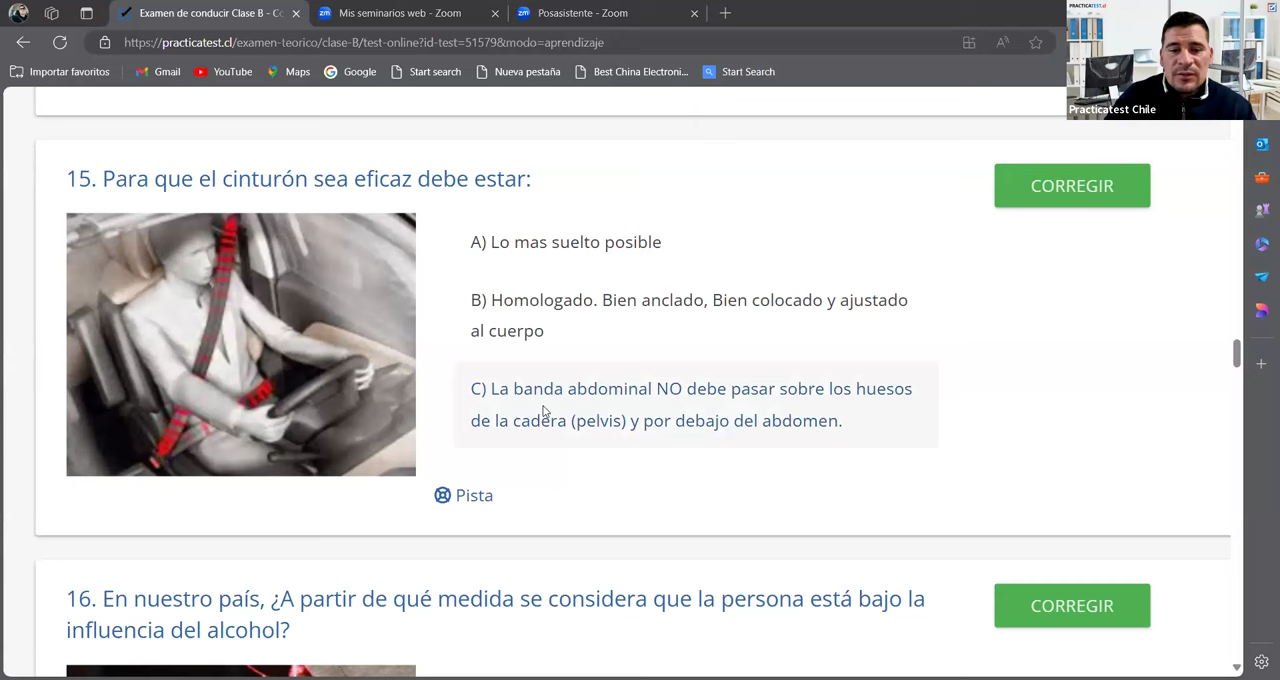 Examen de conducir Clase B - Co
Mis seminarios web - Zoom
Posasistente - Zoom
https://practicatest.cl/examen-teorico/clase-B/test-online?id-test=51579&modo=aprendizaje
Importar favoritos
Gmail
YouTube
Maps
Google
Start search
Nueva pestaña
Best China Electroni...
Start Search
PRACTICATEST.cl
Practicatest Chile
15. Para que el cinturón sea eficaz debe estar:
CORREGIR
A) Lo mas suelto posible
B) Homologado. Bien anclado, Bien colocado y ajustado
al cuerpo
C) La banda abdominal NO debe pasar sobre los huesos
de la cadera (pelvis) y por debajo del abdomen.
Pista
16. En nuestro país, ¿A partir de qué medida se considera que la persona está bajo la
influencia del alcohol?
CORREGIR